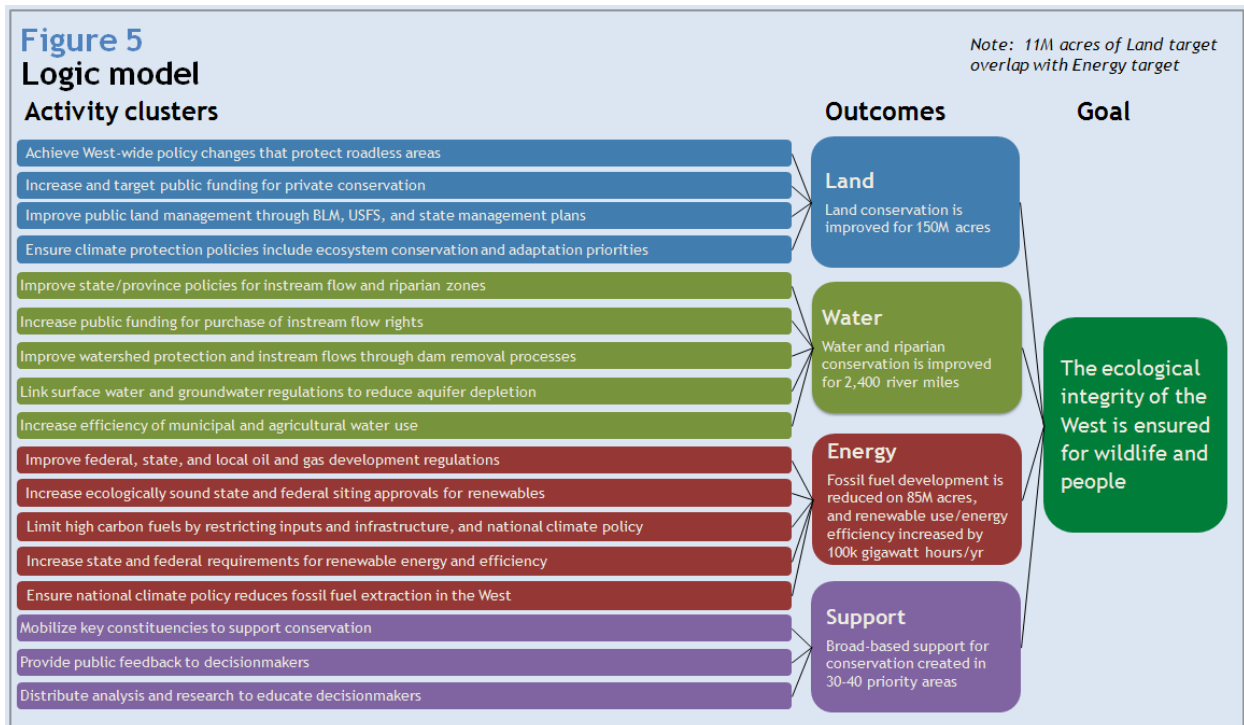 Figure 5
Logic model
Note:  11M acres of Land target
overlap with Energy target
Activity clusters
Outcomes
Goal
Achieve West-wide policy changes that protect roadless areas
Increase and target public funding for private conservation
Improve public land management through BLM, USFS, and state management plans
Ensure climate protection policies include ecosystem conservation and adaptation priorities
Land
Land conservation is
improved for 150M acres
Improve state/province policies for instream flow and riparian zones
Increase public funding for purchase of instream flow rights
Improve watershed protection and instream flows through dam removal processes
Link surface water and groundwater regulations to reduce aquifer depletion
Increase efficiency of municipal and agricultural water use
Water
Water and riparian
conservation is improved
for 2,400 river miles
Improve federal, state, and local oil and gas development regulations
Increase ecologically sound state and federal siting approvals for renewables
Limit high carbon fuels by restricting inputs and infrastructure, and national climate policy
Increase state and federal requirements for renewable energy and efficiency
Ensure national climate policy reduces fossil fuel extraction in the West
Energy
Fossil fuel development is
reduced on 85M acres,
and renewable use/energy
efficiency increased by
100k gigawatt hours/yr
Mobilize key constituencies to support conservation
Provide public feedback to decisionmakers
Distribute analysis and research to educate decisionmakers
Support
Broad-based support for
conservation created in
30-40 priority areas
The ecological
integrity of the
West is ensured
for wildlife and
people